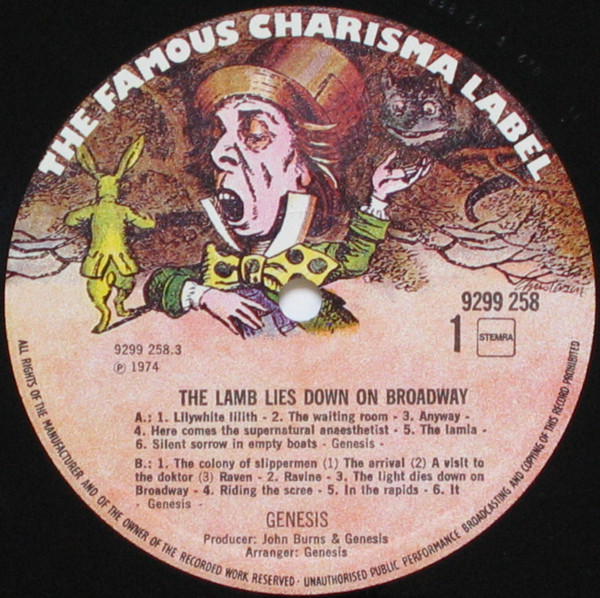 THE FAMOUS CHARISMA LABEL
9299 258
1 STEMRA
9299 258.3
℗ 1974
THE LAMB LIES DOWN ON BROADWAY
A.: 1. Lilywhite lilith - 2. The waiting room - 3. Anyway -
4. Here comes the supernatural anaesthetist - 5. The lamia -
6. Silent sorrow in empty boats - Genesis -
B.: 1. The colony of slippermen (1) The arrival (2) A visit to
the doktor (3) Raven - 2. Ravine - 3. The light dies down on
Broadway - 4. Riding the scree - 5. In the rapids - 6. It
- Genesis -
GENESIS
Producer: John Burns & Genesis
Arranger: Genesis
ALL RIGHTS OF THE MANUFACTURER AND OF THE OWNER OF THE RECORDED WORK RESERVED - UNAUTHORISED PUBLIC PERFORMANCE BROADCASTING AND COPYING OF THIS RECORD PROHIBITED